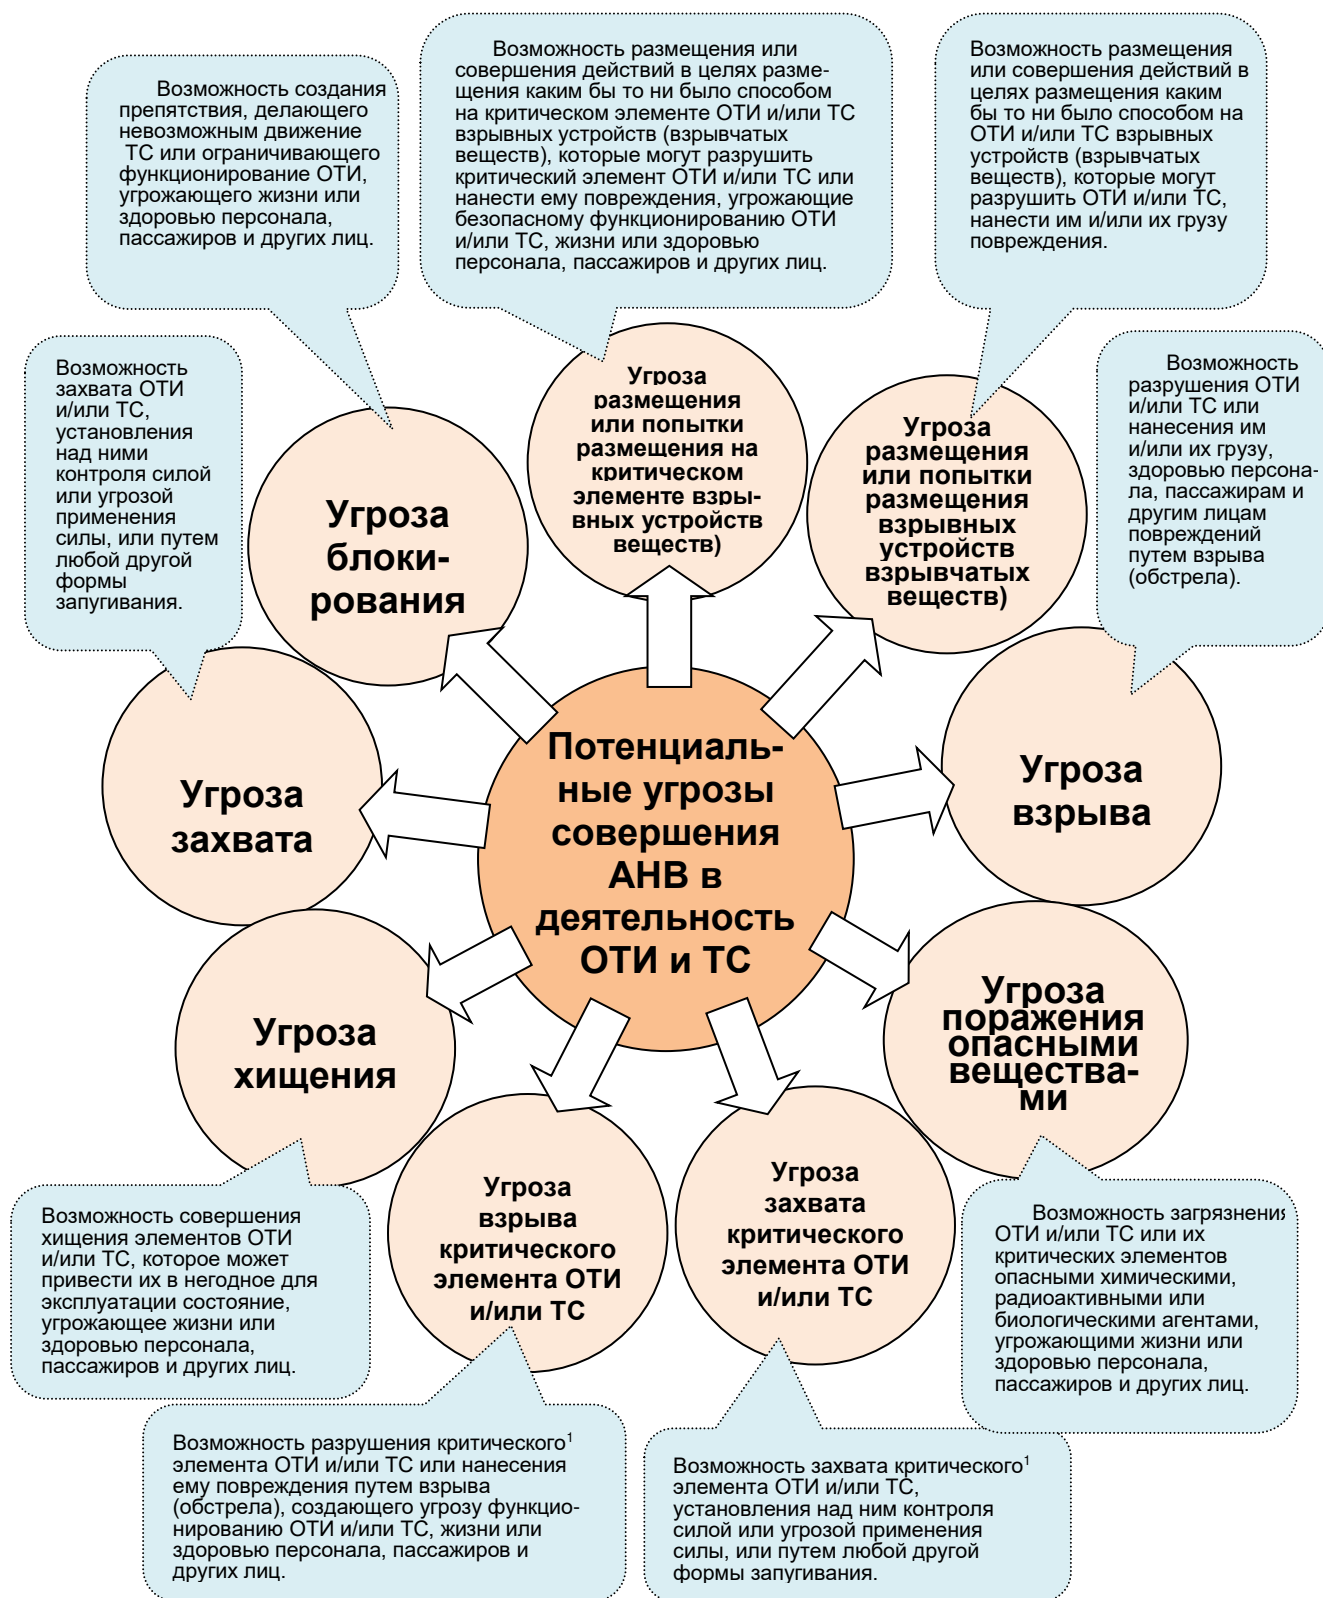 Возможность создания
препятствия, делающего
невозможным движение
ТС или ограничивающего
функционирование ОТИ,
угрожающего жизни или
здоровью персонала,
пассажиров и других лиц.
Возможность размещения или
совершения действий в целях разме-
щения каким бы то ни было способом
на критическом элементе ОТИ и/или ТС
взрывных устройств (взрывчатых
веществ), которые могут разрушить
критический элемент ОТИ и/или ТС или
нанести ему повреждения, угрожающие
безопасному функционированию ОТИ
и/или ТС, жизни или здоровью
персонала, пассажиров и других лиц.
Возможность размещения
или совершения действий в
целях размещения каким
бы то ни было способом на
ОТИ и/или ТС взрывных
устройств (взрывчатых
веществ), которые могут
разрушить ОТИ и/или ТС,
нанести им и/или их грузу
повреждения.
Возможность
захвата ОТИ
и/или ТС,
установления
над ними
контроля силой
или угрозой
применения
силы, или путем
любой другой
формы
запугивания.
Угроза
блоки-
рования
Угроза
размещения
или попытки
размещения на
критическом
элементе взры-
вных устройств
веществ)
Угроза
размещения
или попытки
размещения
взрывных
устройств
взрывчатых
веществ)
Возможность
разрушения ОТИ
и/или ТС или
нанесения им
и/или их грузу,
здоровью персона-
ла, пассажирам и
другим лицам
повреждений
путем взрыва
(обстрела).
Угроза
захвата
Потенциаль-
ные угрозы
совершения
АНВ в
деятельность
ОТИ и ТС
Угроза
взрыва
Угроза
хищения
Угроза
поражения
опасными
вещества-
ми
Угроза
взрыва
критического
элемента ОТИ
и/или ТС
Угроза
захвата
критического
элемента ОТИ
и/или ТС
Возможность совершения
хищения элементов ОТИ
и/или ТС, которое может
привести их в негодное для
эксплуатации состояние,
угрожающее жизни или
здоровью персонала,
пассажиров и других лиц.
Возможность загрязнения
ОТИ и/или ТС или их
критических элементов
опасными химическими,
радиоактивными или
биологическими агентами,
угрожающими жизни или
здоровью персонала,
пассажиров и других лиц.
Возможность разрушения критического¹
элемента ОТИ и/или ТС или нанесения
ему повреждения путем взрыва
(обстрела), создающего угрозу функцио-
нированию ОТИ и/или ТС, жизни или
здоровью персонала, пассажиров и
других лиц.
Возможность захвата критического¹
элемента ОТИ и/или ТС,
установления над ним контроля
силой или угрозой применения
силы, или путем любой другой
формы запугивания.